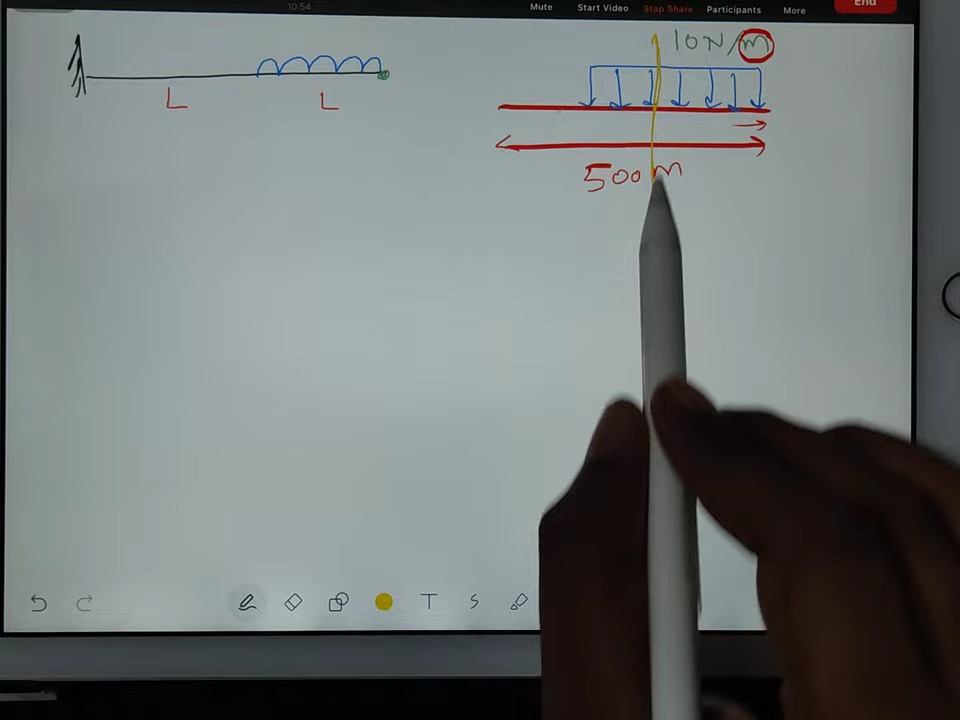 10.54
Mute Start Video Stop Share Participants More End
10N/m
L L
500m
T S